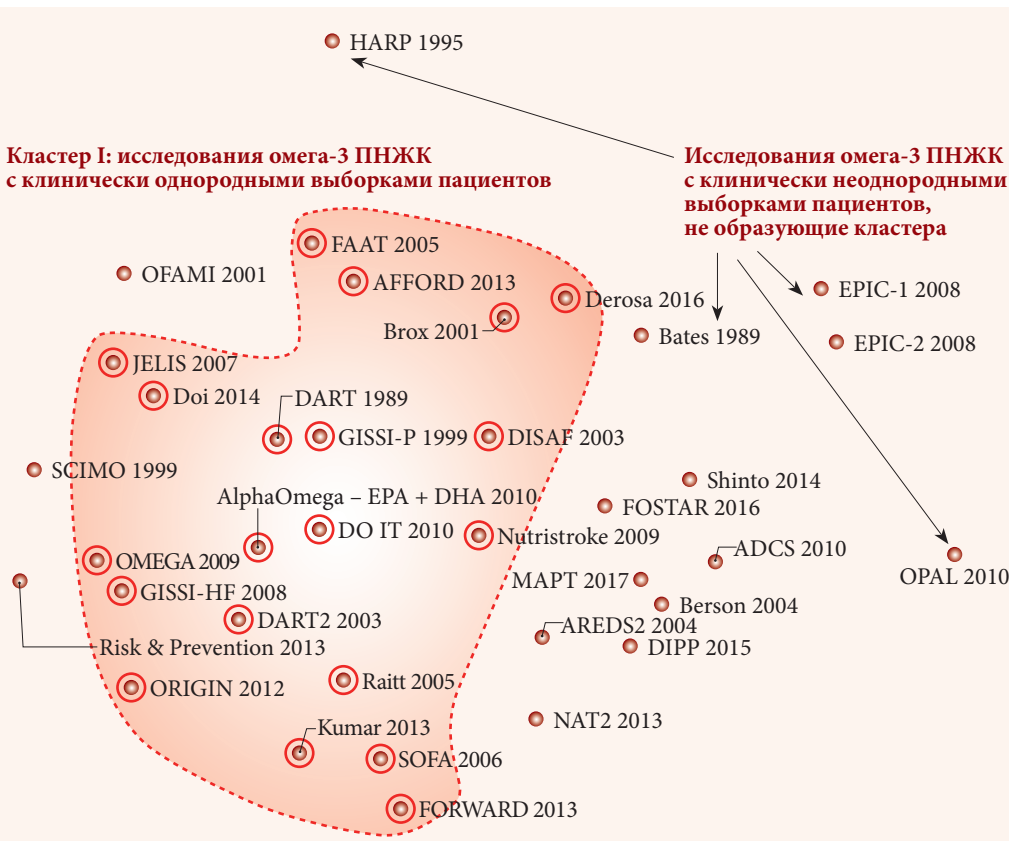 HARP 1995
Кластер I: исследования омега-3 ПНЖК
с клинически однородными выборками пациентов
Исследования омега-3 ПНЖК
с клинически неоднородными
выборками пациентов,
не образующие кластера
FAAT 2005
OFAMI 2001
AFFORD 2013
EPIC-1 2008
Derosa 2016
Brox 2001
Bates 1989
EPIC-2 2008
JELIS 2007
Doi 2014
DART 1989
GISSI-P 1999
DISAF 2003
SCIMO 1999
Shinto 2014
AlphaOmega – EPA + DHA 2010
FOSTAR 2016
DO IT 2010
Nutristroke 2009
ADCS 2010
OMEGA 2009
MAPT 2017
OPAL 2010
GISSI-HF 2008
Berson 2004
DART2 2003
AREDS2 2004
Risk & Prevention 2013
DIPP 2015
ORIGIN 2012
Raitt 2005
NAT2 2013
Kumar 2013
SOFA 2006
FORWARD 2013